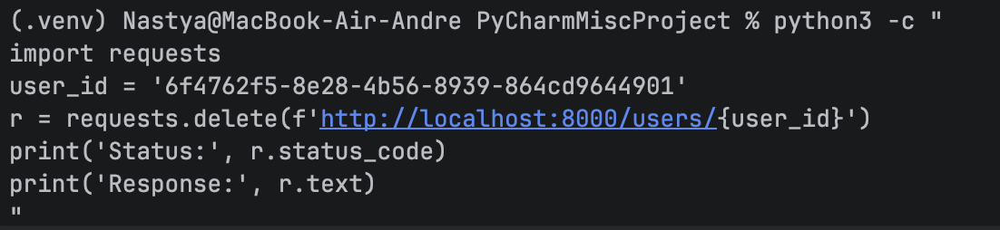 (.venv) Nastya@MacBook-Air-Andre PyCharmMiscProject % python3 -c "
import requests
user_id = '6f4762f5-8e28-4b56-8939-864cd9644901'
r = requests.delete(f'http://localhost:8000/users/{user_id}')
print('Status:', r.status_code)
print('Response:', r.text)
"